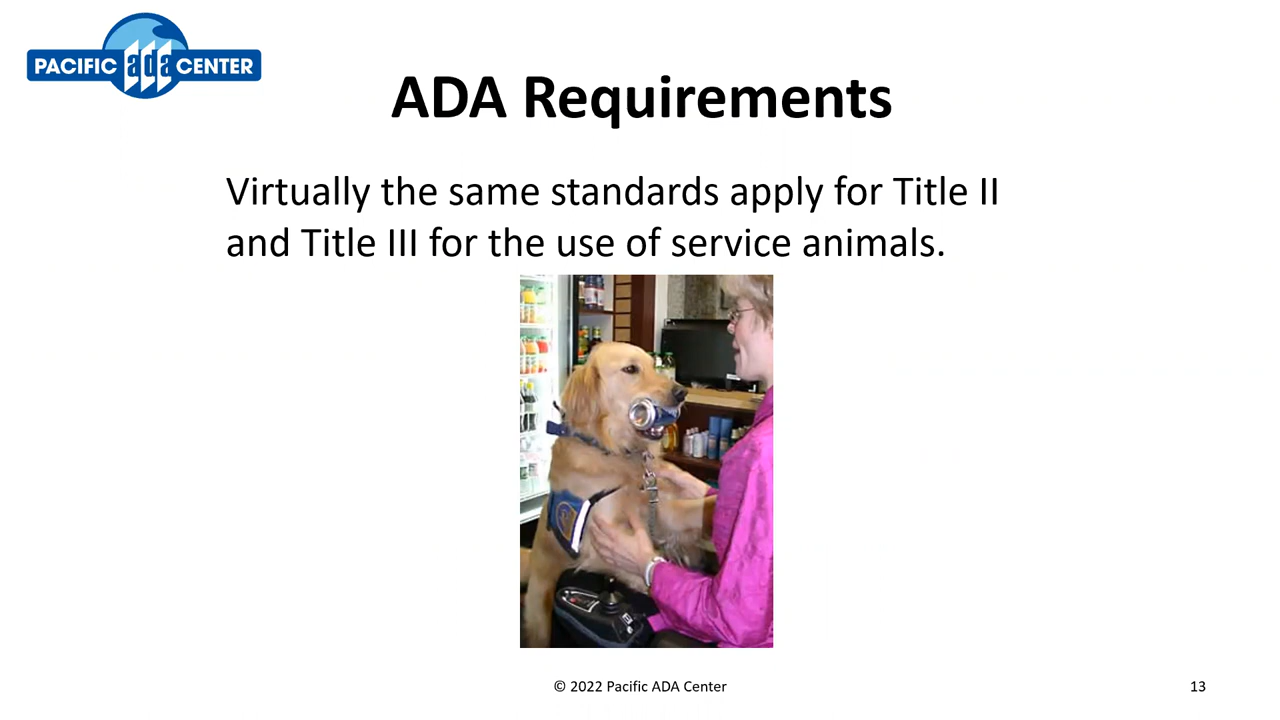 PACIFIC ada CENTER
ADA Requirements
Virtually the same standards apply for Title II
and Title III for the use of service animals.
© 2022 Pacific ADA Center
13